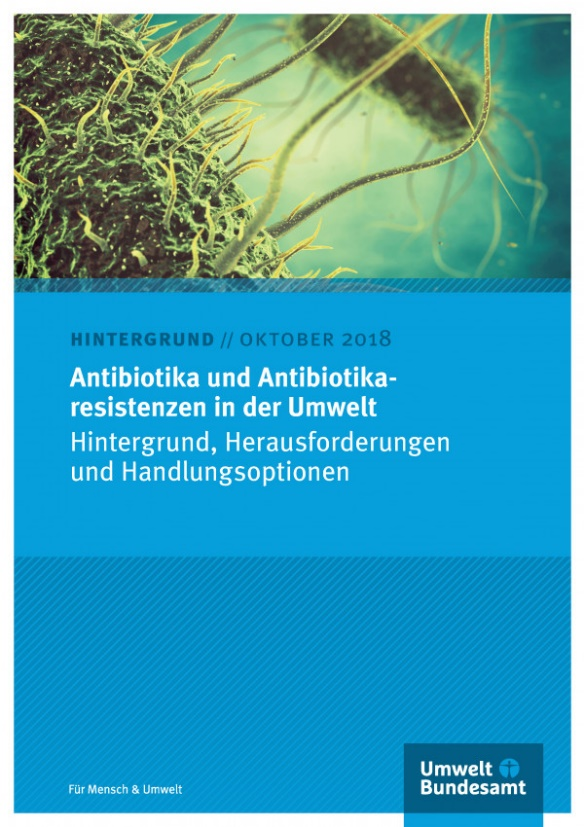 HINTERGRUND // OKTOBER 2018
Antibiotika und Antibiotika-
resistenzen in der Umwelt
Hintergrund, Herausforderungen
und Handlungsoptionen
Für Mensch & Umwelt
Umwelt
Bundesamt